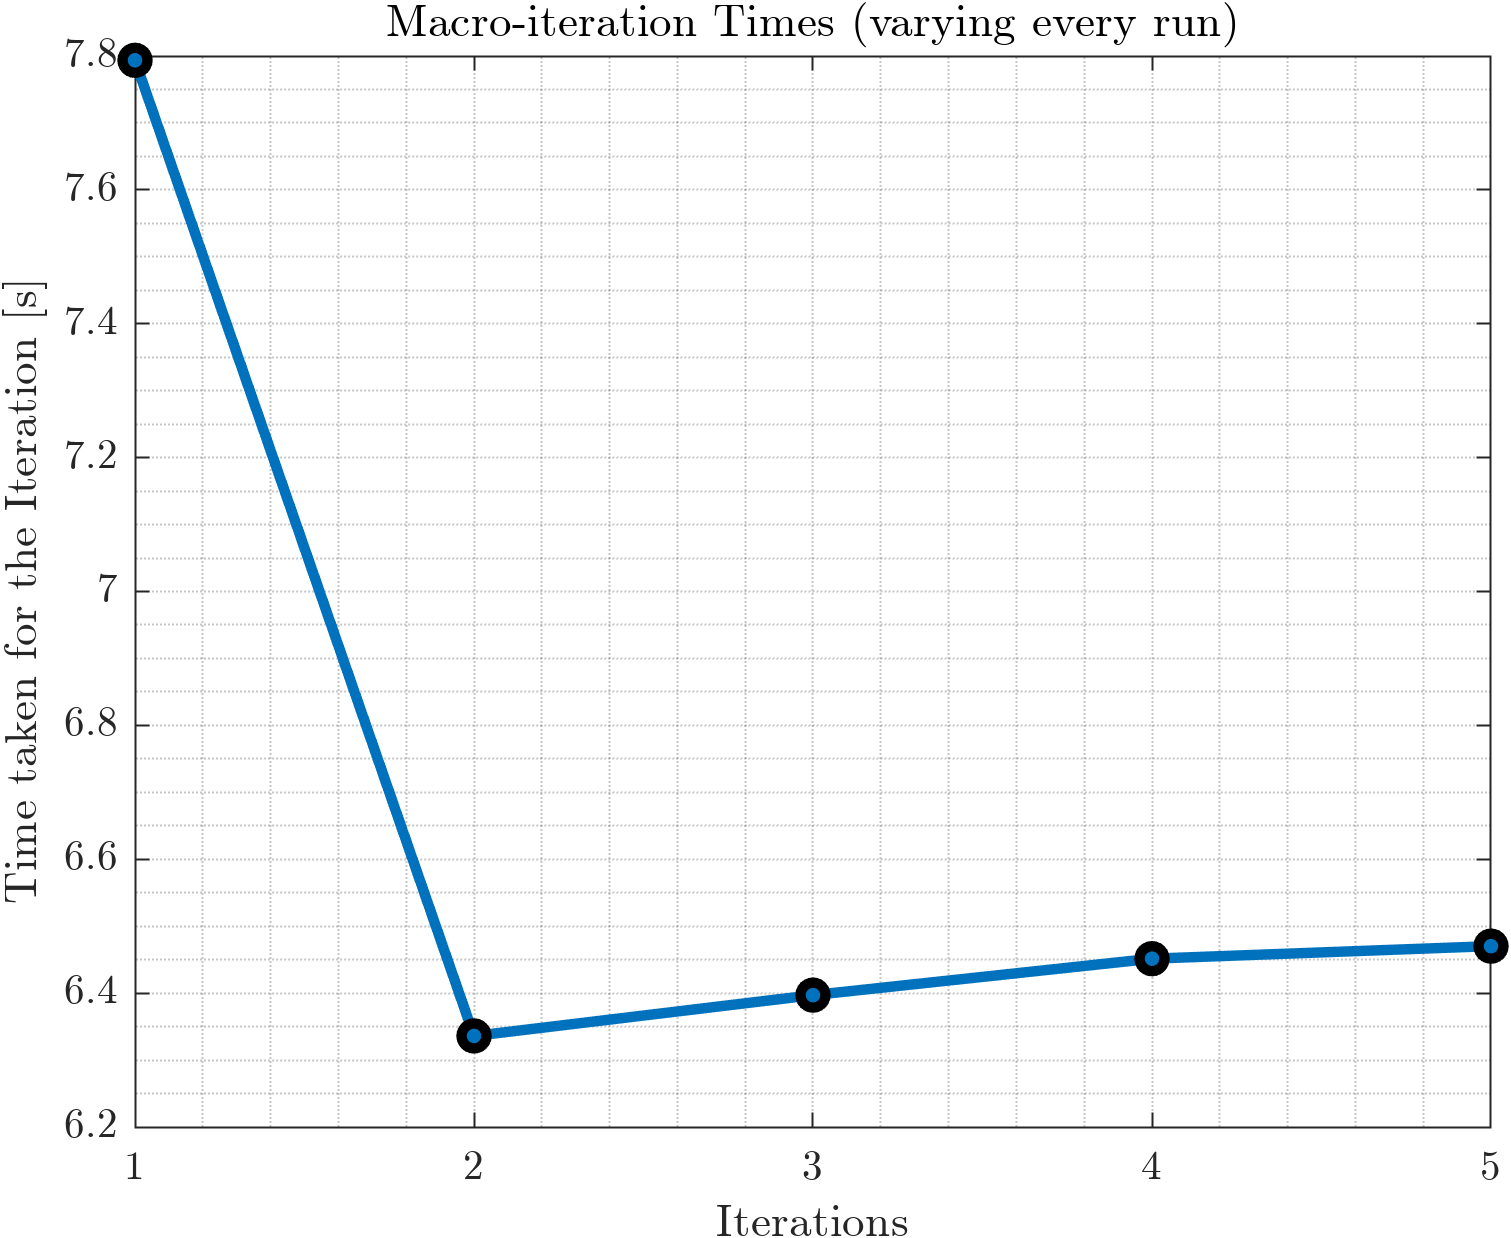 Macro-iteration Times (varying every run)
Time taken for the Iteration [s]
7.8
7.6
7.4
7.2
7
6.8
6.6
6.4
6.2
1 2 3 4 5
Iterations